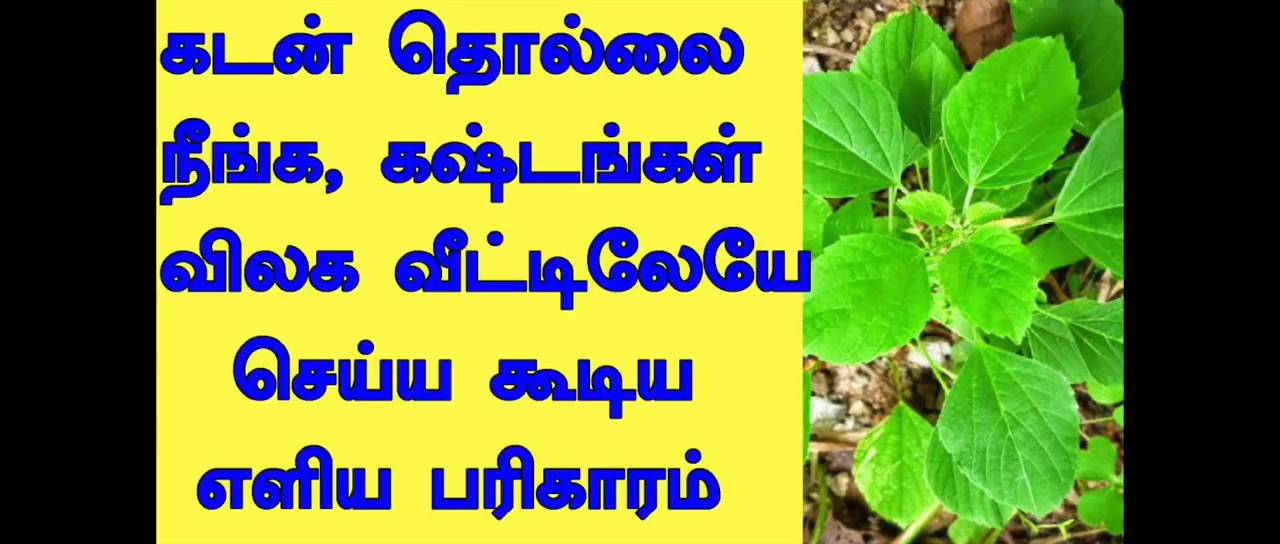 கடன் தொல்லை
நீங்க, கஷ்டங்கள்
விலக வீட்டிலேயே
செய்ய கூடிய
எளிய பரிகாரம்